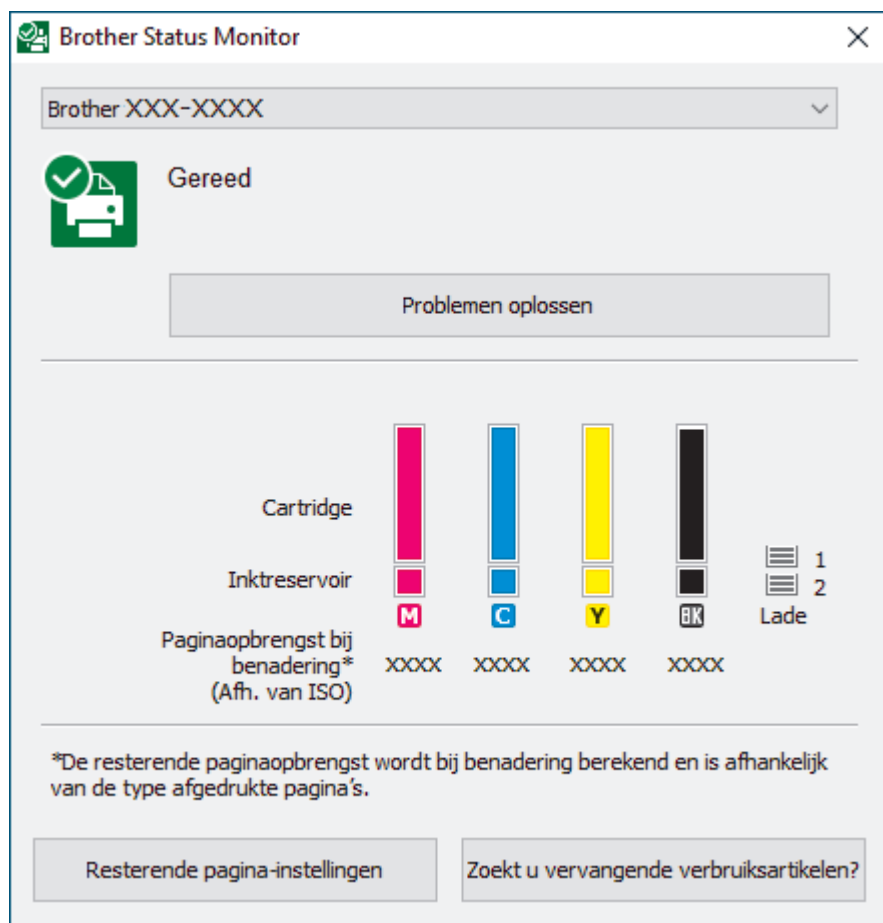 Brother Status Monitor
Brother XXX-XXXX
Gereed
Problemen oplossen
Cartridge
Inktreservoir
1
2
M C Y BK
Lade
Paginaopbrengst bij
benadering*
(Afh. van ISO)
XXXX XXXX XXXX XXXX
*De resterende paginaopbrengst wordt bij benadering berekend en is afhankelijk
van de type afgedrukte pagina's.
Resterende pagina-instellingen
Zoekt u vervangende verbruiksartikelen?